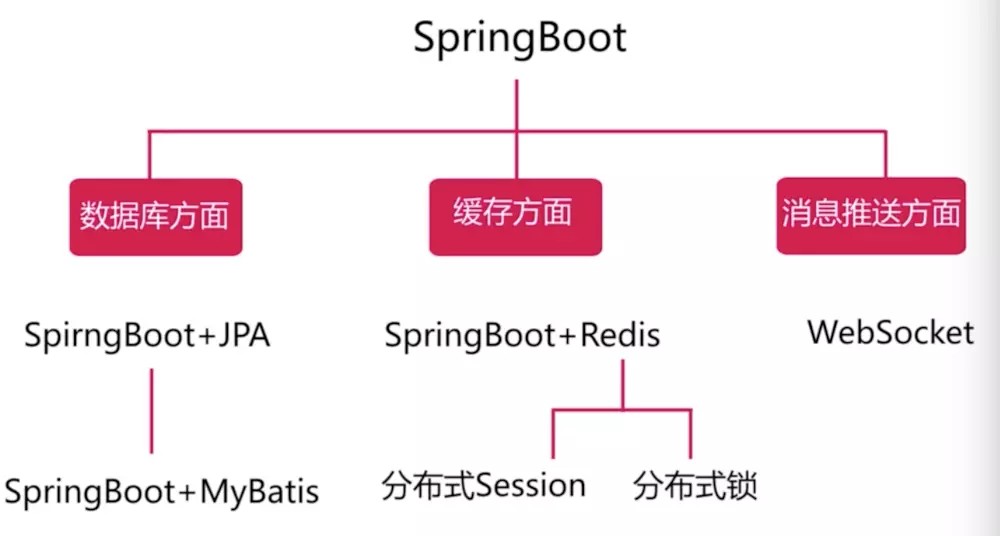 SpringBoot
数据库方面
缓存方面
消息推送方面
SpirngBoot+JPA
SpringBoot+Redis
WebSocket
SpringBoot+MyBatis
分布式Session
分布式锁